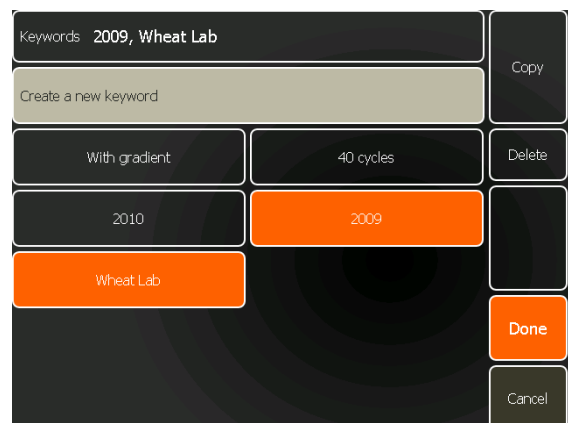 Keywords 2009, Wheat Lab
Copy
Create a new keyword
With gradient
40 cycles
Delete
2010
2009
Wheat Lab
Done
Cancel